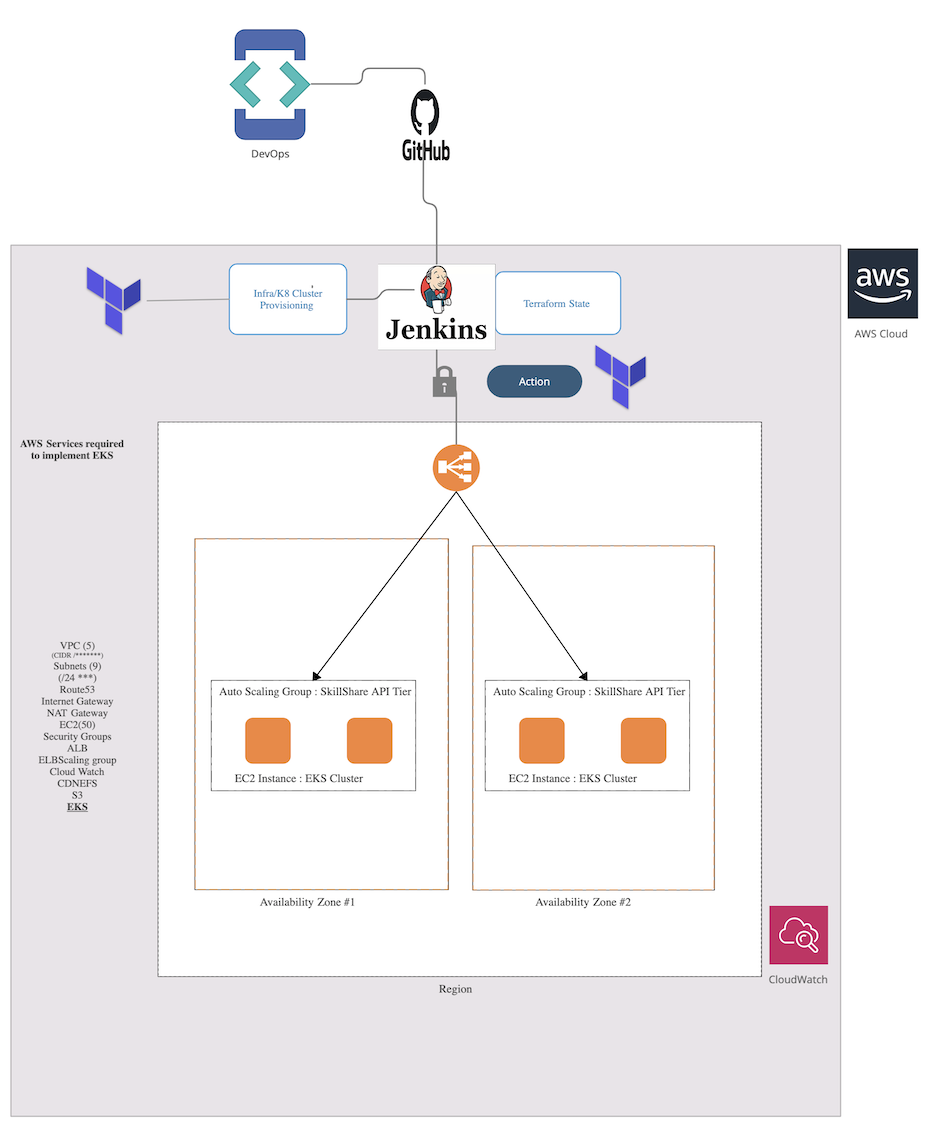 DevOps
GitHub
aws
AWS Cloud
Infra/K8 Cluster
Provisioning
Jenkins
Terraform State
Action
AWS Services required
to implement EKS
VPC (5)
(CIDR /*******)
Subnets (9)
(/24 ***)
Route53
Internet Gateway
NAT Gateway
EC2(50)
Security Groups
ALB
ELBScaling group
Cloud Watch
CDNEFS
S3
EKS
Auto Scaling Group : SkillShare API Tier
EC2 Instance : EKS Cluster
Auto Scaling Group : SkillShare API Tier
EC2 Instance : EKS Cluster
Availability Zone #1
Availability Zone #2
CloudWatch
Region